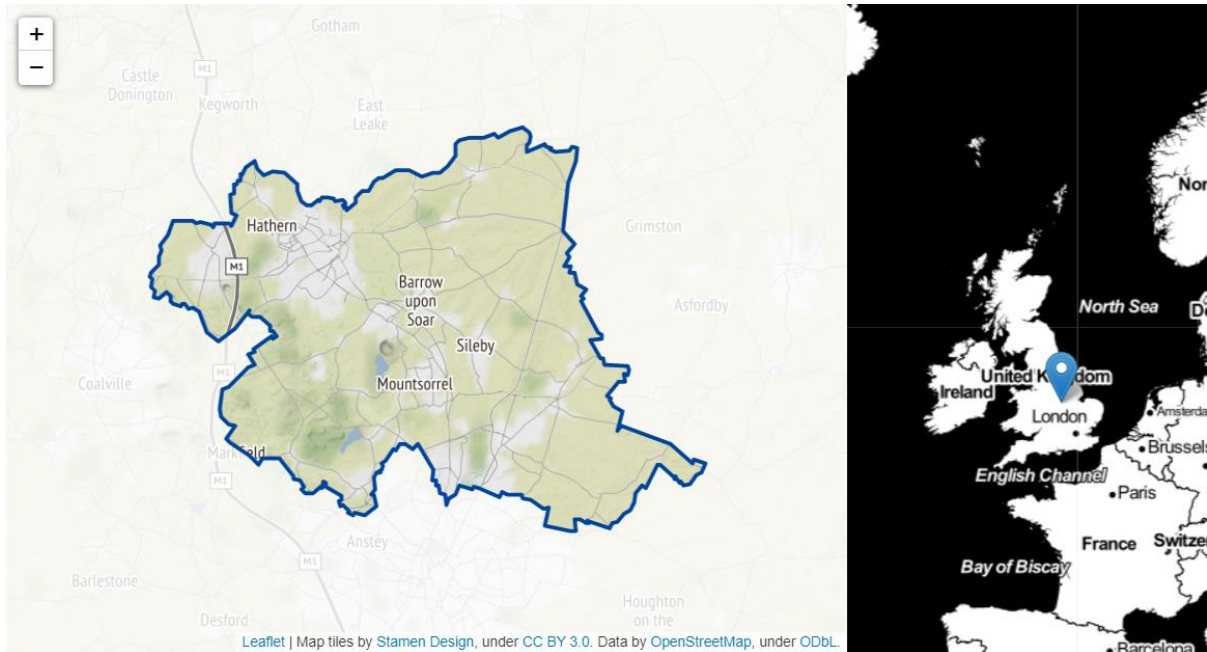 +
−
Gotham
M1
Castle
Donington
Kegworth
East
Leake
Hathern
Grimston
M1
Barrow
upon
Soar
Asfordby
Sileby
M1
Coalville
Mountsorrel
Markfield
M1
Anstey
M1
Barlestone
Houghton
on the
Desford
Leaflet | Map tiles by Stamen Design, under CC BY 3.0. Data by OpenStreetMap, under ODbL.
Nor
North Sea
De
United Kingdom
Ireland
London
Amsterda
Brussels
English Channel
Paris
France
Switzer
Bay of Biscay
Barcelona